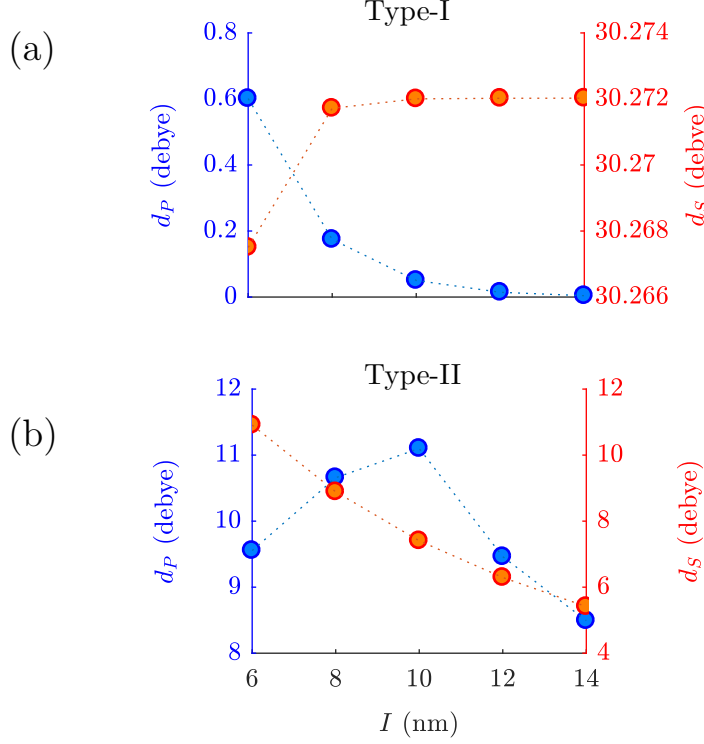 Type-I
(a)
0.8
0.6
0.4
0.2
0
d_P (debye)
30.274
30.272
30.27
30.268
30.266
d_S (debye)
Type-II
(b)
12
11
10
9
8
d_P (debye)
12
10
8
6
4
d_S (debye)
6 8 10 12 14
I (nm)